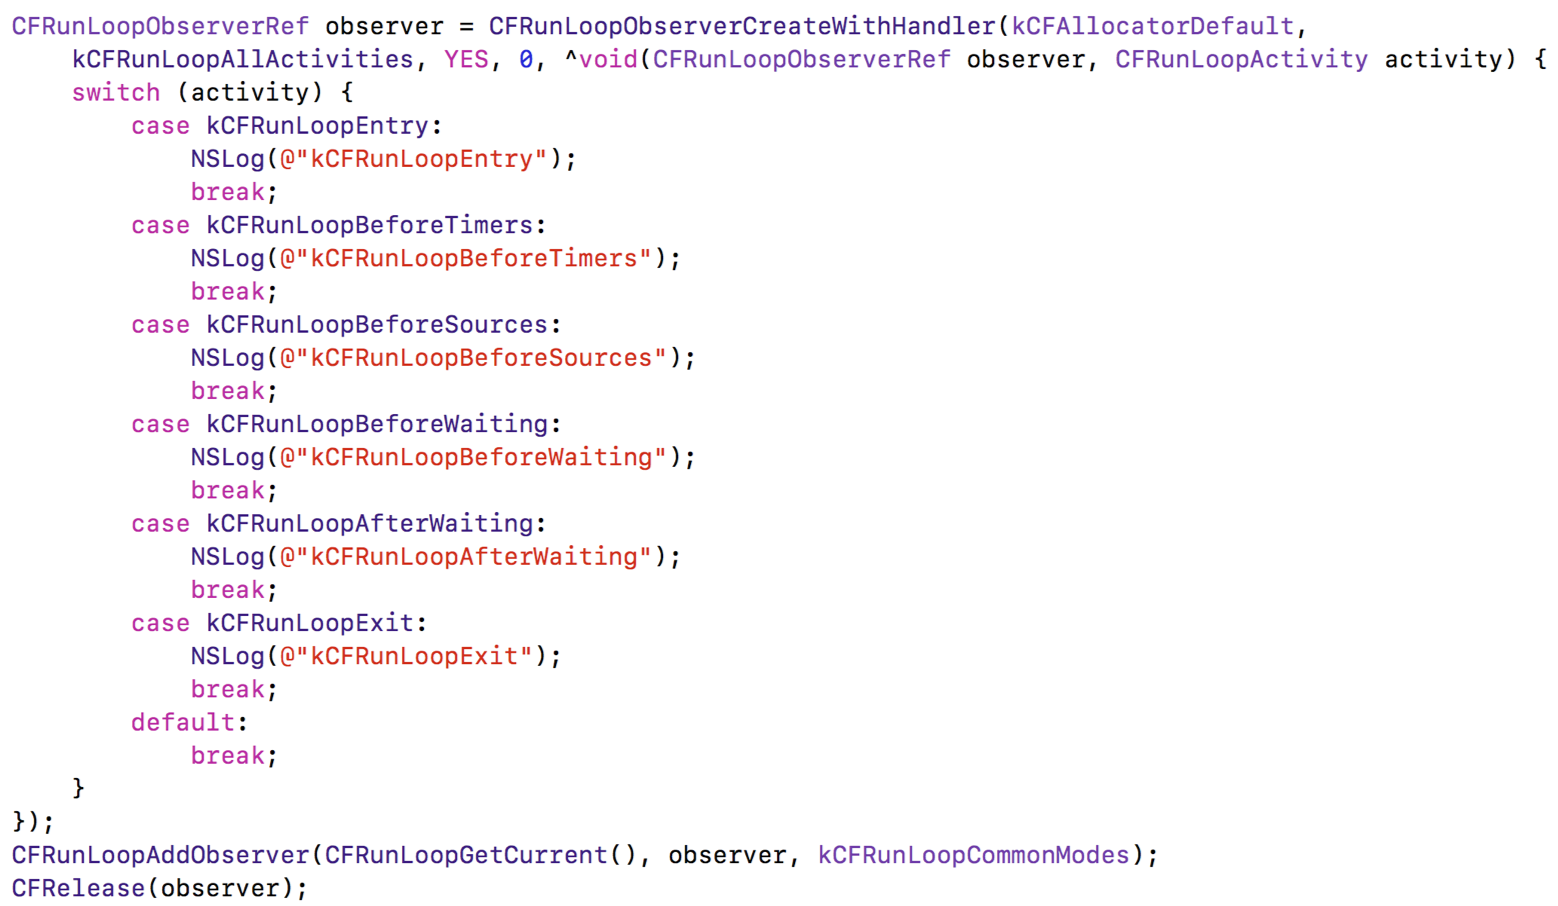 CFRunLoopObserverRef observer = CFRunLoopObserverCreateWithHandler(kCFAllocatorDefault,
    kCFRunLoopAllActivities, YES, 0, ^void(CFRunLoopObserverRef observer, CFRunLoopActivity activity) {
    switch (activity) {
        case kCFRunLoopEntry:
            NSLog(@"kCFRunLoopEntry");
            break;
        case kCFRunLoopBeforeTimers:
            NSLog(@"kCFRunLoopBeforeTimers");
            break;
        case kCFRunLoopBeforeSources:
            NSLog(@"kCFRunLoopBeforeSources");
            break;
        case kCFRunLoopBeforeWaiting:
            NSLog(@"kCFRunLoopBeforeWaiting");
            break;
        case kCFRunLoopAfterWaiting:
            NSLog(@"kCFRunLoopAfterWaiting");
            break;
        case kCFRunLoopExit:
            NSLog(@"kCFRunLoopExit");
            break;
        default:
            break;
    }
});
CFRunLoopAddObserver(CFRunLoopGetCurrent(), observer, kCFRunLoopCommonModes);
CFRelease(observer);